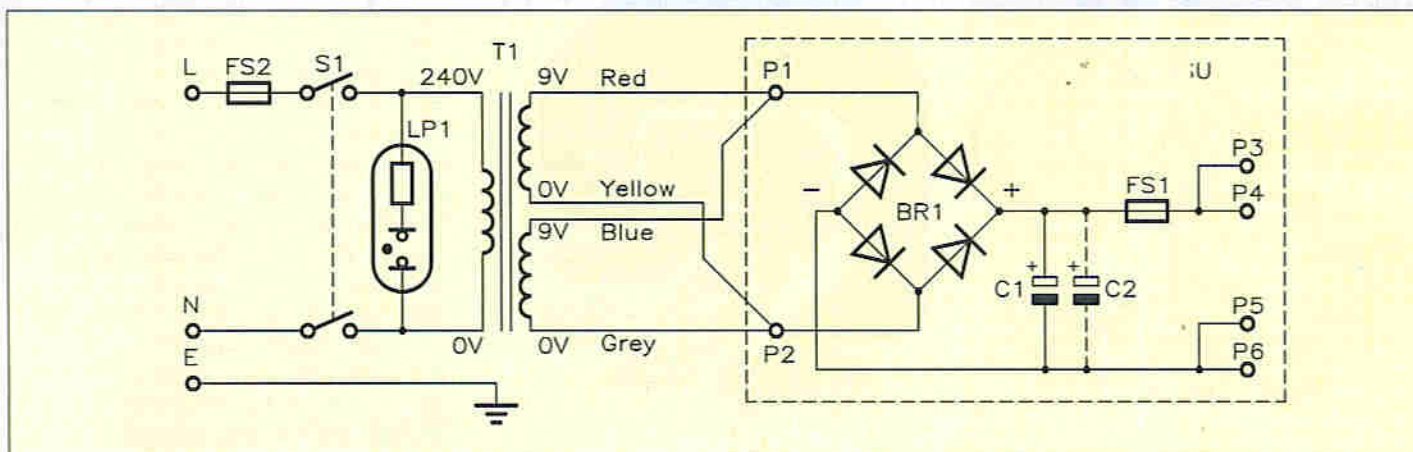 L FS2 S1 240V T1 9V Red P1 iU
LP1
P3
0V Yellow FS1 P4
9V Blue - BR1 +
+ +
C1 C2
N
0V 0V Grey P2 P5
E P6